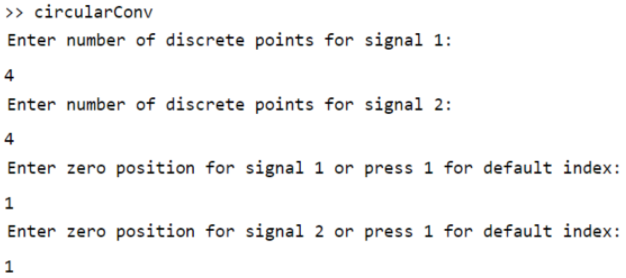 >> circularConv
Enter number of discrete points for signal 1:
4
Enter number of discrete points for signal 2:
4
Enter zero position for signal 1 or press 1 for default index:
1
Enter zero position for signal 2 or press 1 for default index:
1